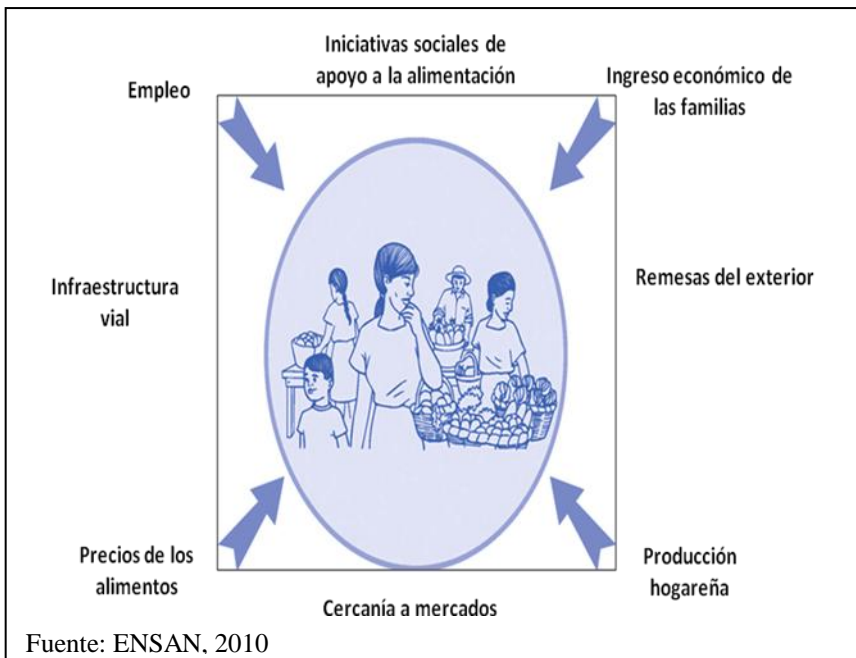 Iniciativas sociales de
apoyo a la alimentación
Empleo
Ingreso económico de
las familias
Infraestructura
vial
Remesas del exterior
Precios de los
alimentos
Producción
hogareña
Cercanía a mercados
Fuente: ENSAN, 2010